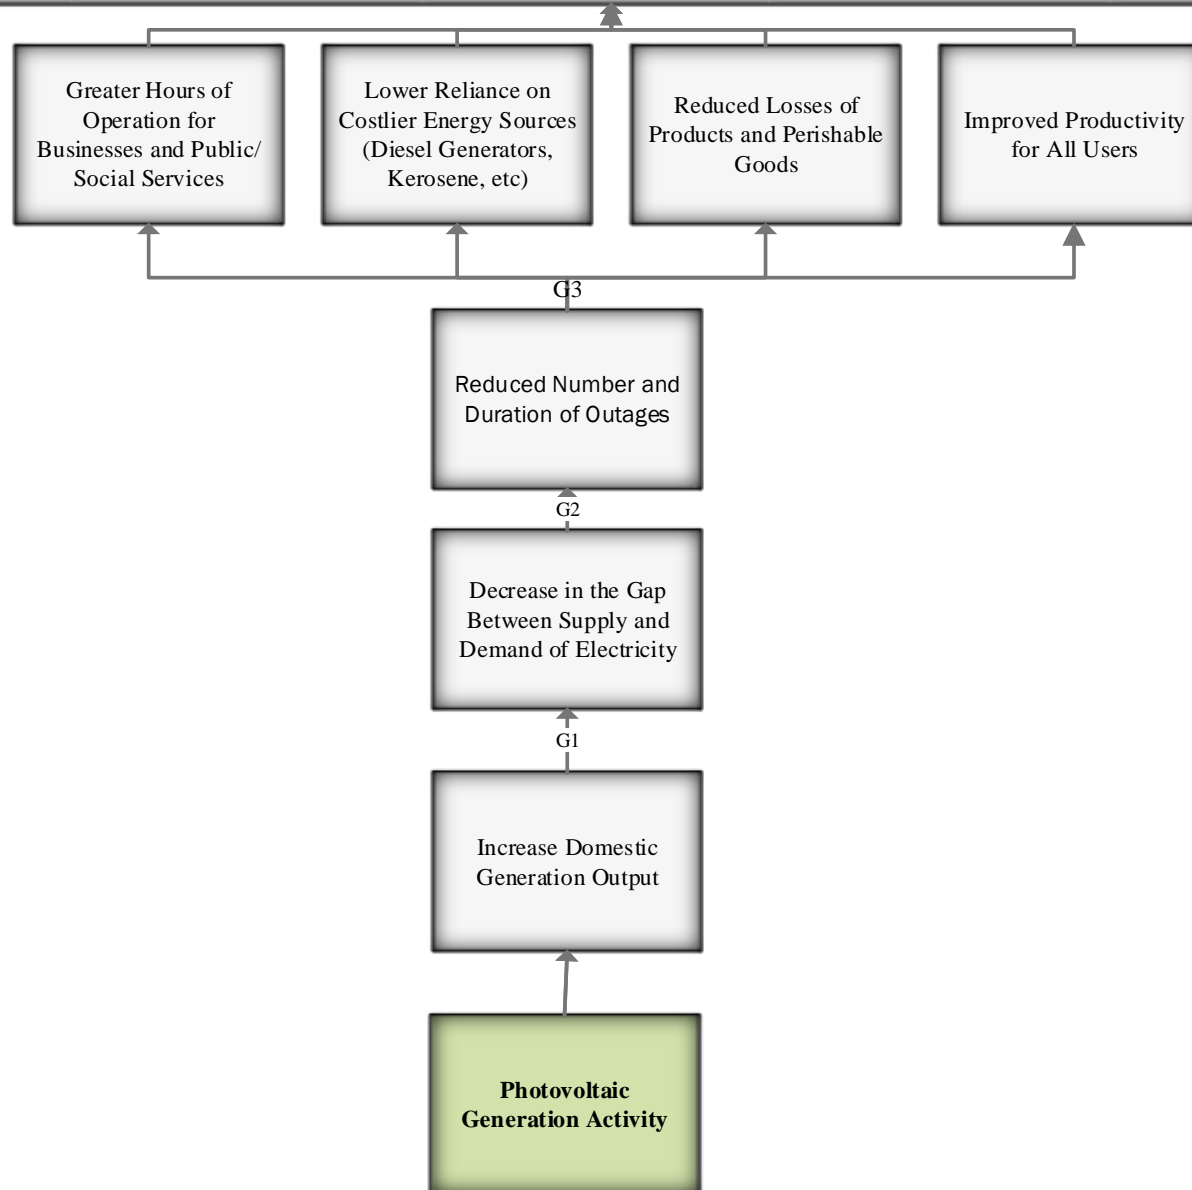 Greater Hours of
Operation for
Businesses and Public/
Social Services
Lower Reliance on
Costlier Energy Sources
(Diesel Generators,
Kerosene, etc)
Reduced Losses of
Products and Perishable
Goods
Improved Productivity
for All Users
G3
Reduced Number and
Duration of Outages
G2
Decrease in the Gap
Between Supply and
Demand of Electricity
G1
Increase Domestic
Generation Output
Photovoltaic
Generation Activity